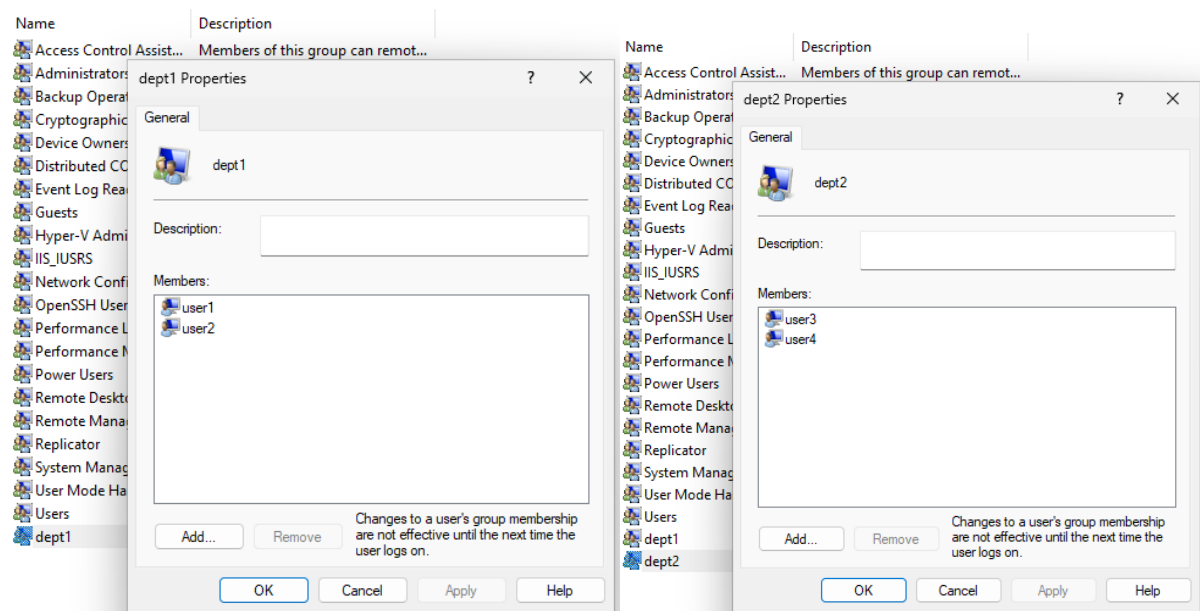 Name Description
Access Control Assist... Members of this group can remot...
Administrators
Backup Operat
Cryptographic
Device Owners
Distributed CO
Event Log Rea
Guests
Hyper-V Admi
IIS_IUSRS
Network Confi
OpenSSH User
Performance L
Performance M
Power Users
Remote Deskto
Remote Mana
Replicator
System Manag
User Mode Ha
Users
dept1
dept1 Properties ?
General
dept1
Description:
Members:
user1
user2
Add... Remove
Changes to a user's group membership
are not effective until the next time the
user logs on.
OK Cancel Apply Help
Name Description
Access Control Assist... Members of this group can remot...
Administrators
Backup Operat
Cryptographic
Device Owners
Distributed CO
Event Log Rea
Guests
Hyper-V Admi
IIS_IUSRS
Network Confi
OpenSSH User
Performance L
Performance M
Power Users
Remote Deskto
Remote Mana
Replicator
System Manag
User Mode Ha
Users
dept1
dept2
dept2 Properties ?
General
dept2
Description:
Members:
user3
user4
Add... Remove
Changes to a user's group membership
are not effective until the next time the
user logs on.
OK Cancel Apply Help